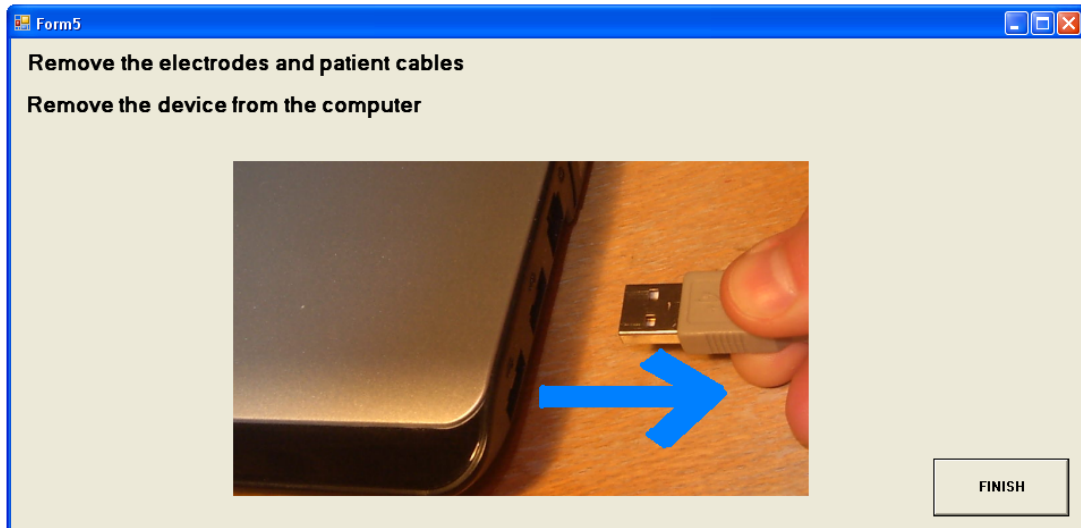 Form5
Remove the electrodes and patient cables
Remove the device from the computer
FINISH